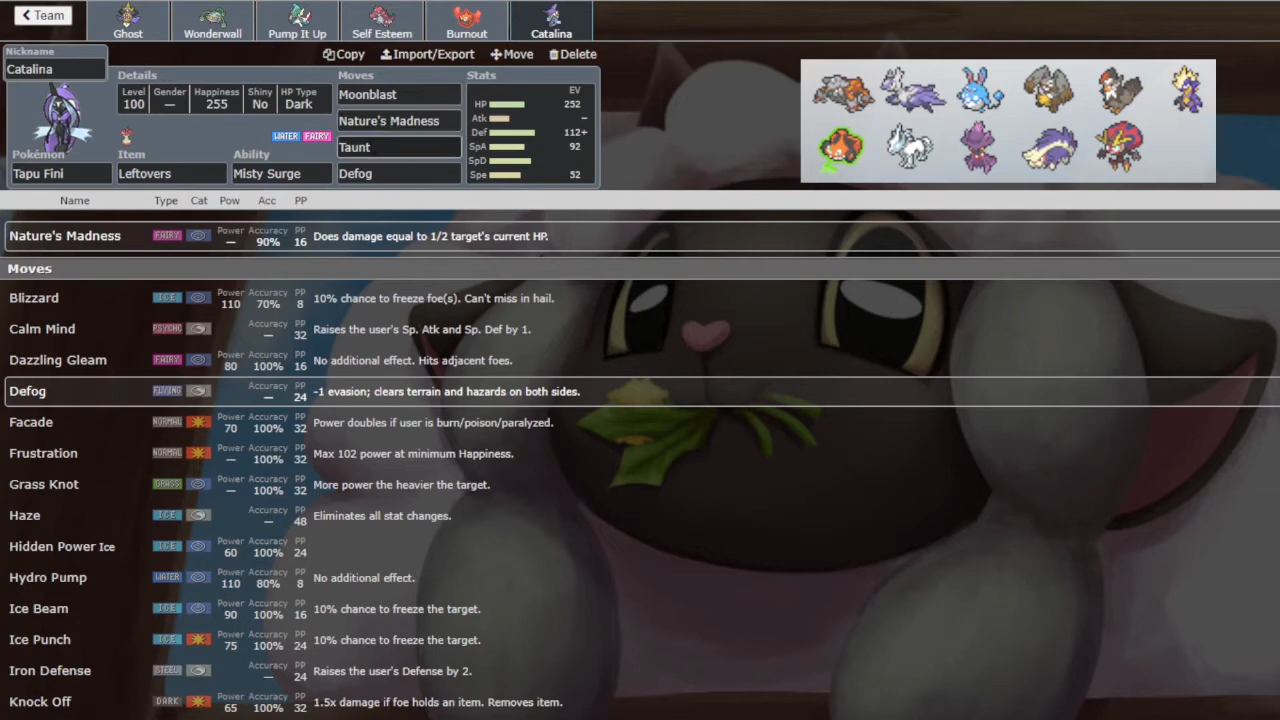 Team
Ghost Wonderwall Pump It Up Self Esteem Burnout Catalina
Nickname
Catalina
Copy Import/Export Move Delete
Details Moves Stats
Level Gender Happiness Shiny HP Type
100 — 255 No Dark
WATER FAIRY
Pokémon Item Ability
Tapu Fini Leftovers Misty Surge
Moonblast
Nature's Madness
Taunt
Defog
EV
HP 252
Atk –
Def 112+
SpA 92
SpD
Spe 52
Name Type Cat Pow Acc PP
Nature's Madness FAIRY Power — Accuracy 90% PP 16 Does damage equal to 1/2 target's current HP.
Moves
Blizzard ICE Power 110 Accuracy 70% PP 8 10% chance to freeze foe(s). Can't miss in hail.
Calm Mind PSYCHC Accuracy — PP 32 Raises the user's Sp. Atk and Sp. Def by 1.
Dazzling Gleam FAIRY Power 80 Accuracy 100% PP 16 No additional effect. Hits adjacent foes.
Defog FLYING Accuracy — PP 24 -1 evasion; clears terrain and hazards on both sides.
Facade NORMAL Power 70 Accuracy 100% PP 32 Power doubles if user is burn/poison/paralyzed.
Frustration NORMAL Power — Accuracy 100% PP 32 Max 102 power at minimum Happiness.
Grass Knot GRASS Power — Accuracy 100% PP 32 More power the heavier the target.
Haze ICE Accuracy — PP 48 Eliminates all stat changes.
Hidden Power Ice ICE Power 60 Accuracy 100% PP 24
Hydro Pump WATER Power 110 Accuracy 80% PP 8 No additional effect.
Ice Beam ICE Power 90 Accuracy 100% PP 16 10% chance to freeze the target.
Ice Punch ICE Power 75 Accuracy 100% PP 24 10% chance to freeze the target.
Iron Defense STEEL Accuracy — PP 24 Raises the user's Defense by 2.
Knock Off DARK Power 65 Accuracy 100% PP 32 1.5x damage if foe holds an item. Removes item.